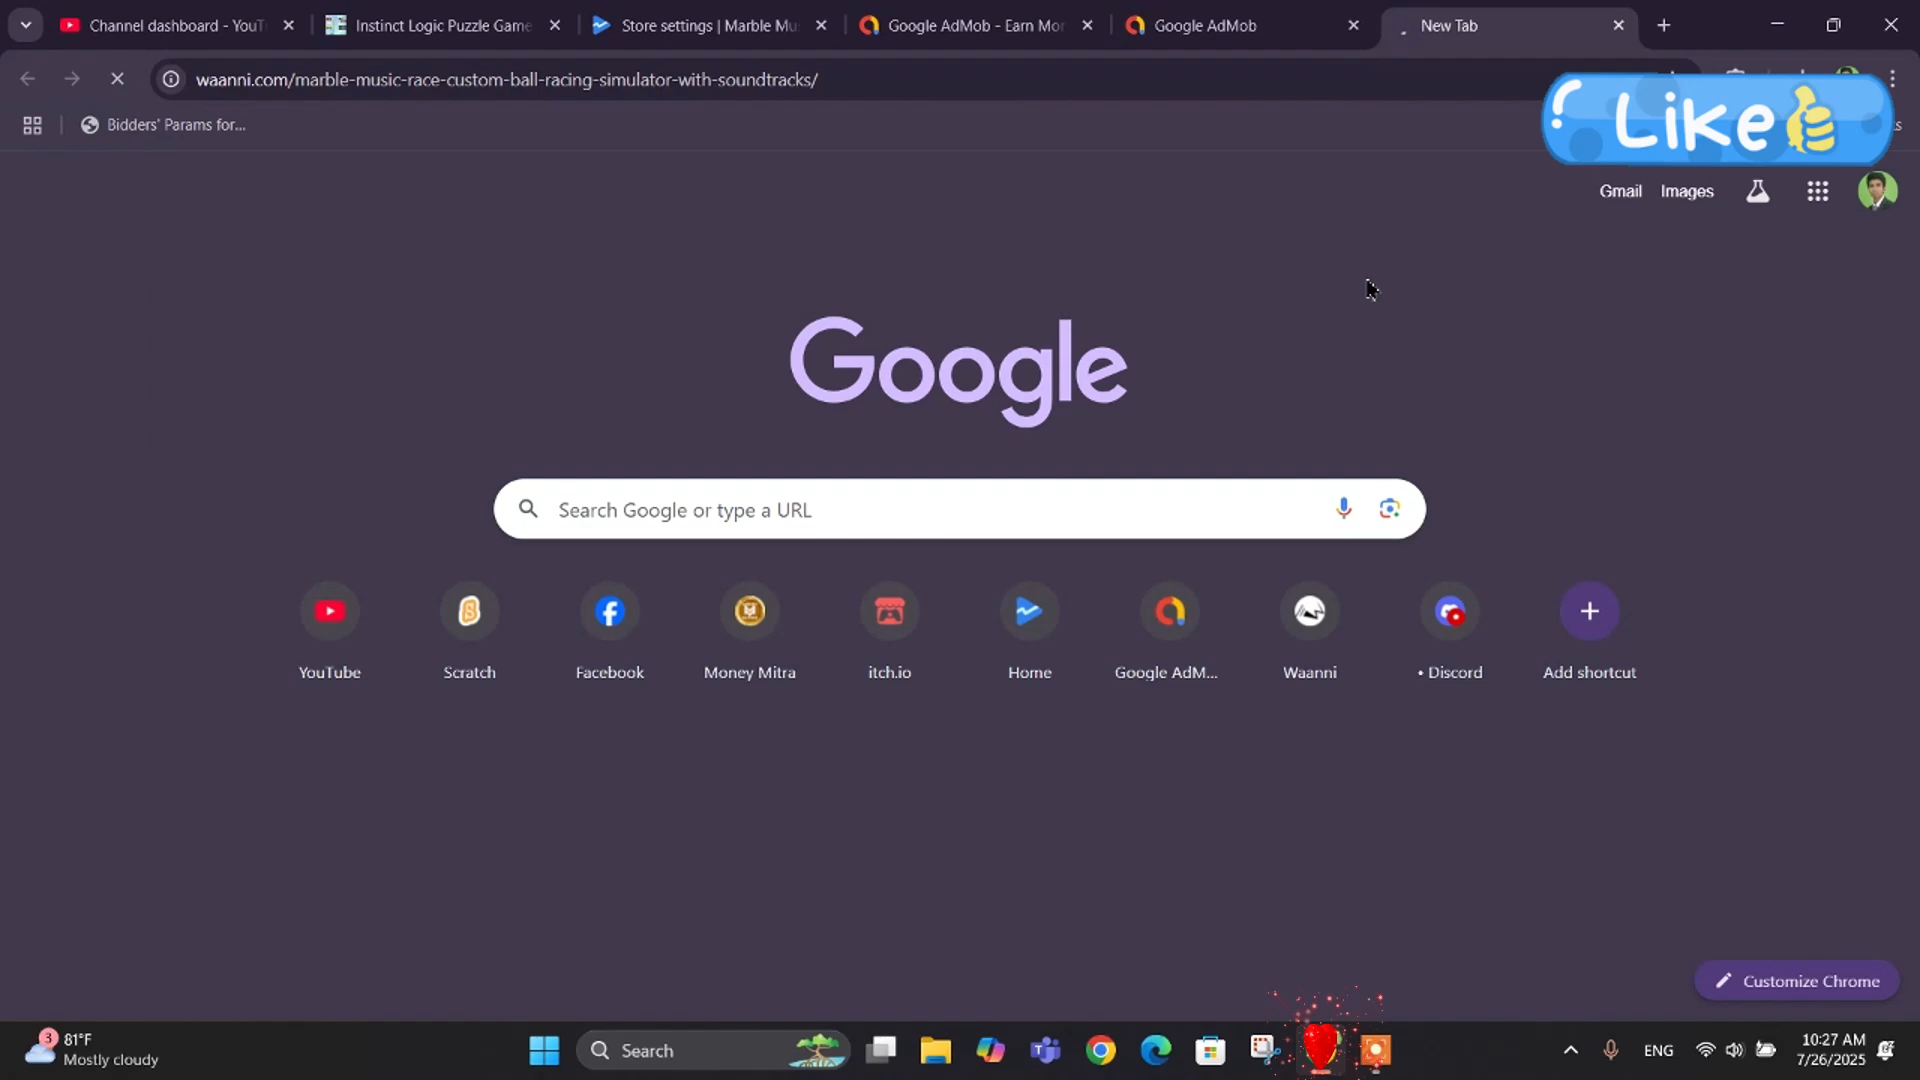 Channel dashboard - YouT
Instinct Logic Puzzle Game
Store settings | Marble Mu
Google AdMob - Earn Mon
Google AdMob
New Tab
waanni.com/marble-music-race-custom-ball-racing-simulator-with-soundtracks/
Bidders' Params for...
Like
Gmail
Images
Google
Search Google or type a URL
YouTube
Scratch
Facebook
Money Mitra
itch.io
Home
Google AdM...
Waanni
• Discord
Add shortcut
Customize Chrome
3
81°F
Mostly cloudy
Search
ENG
10:27 AM
7/26/2025